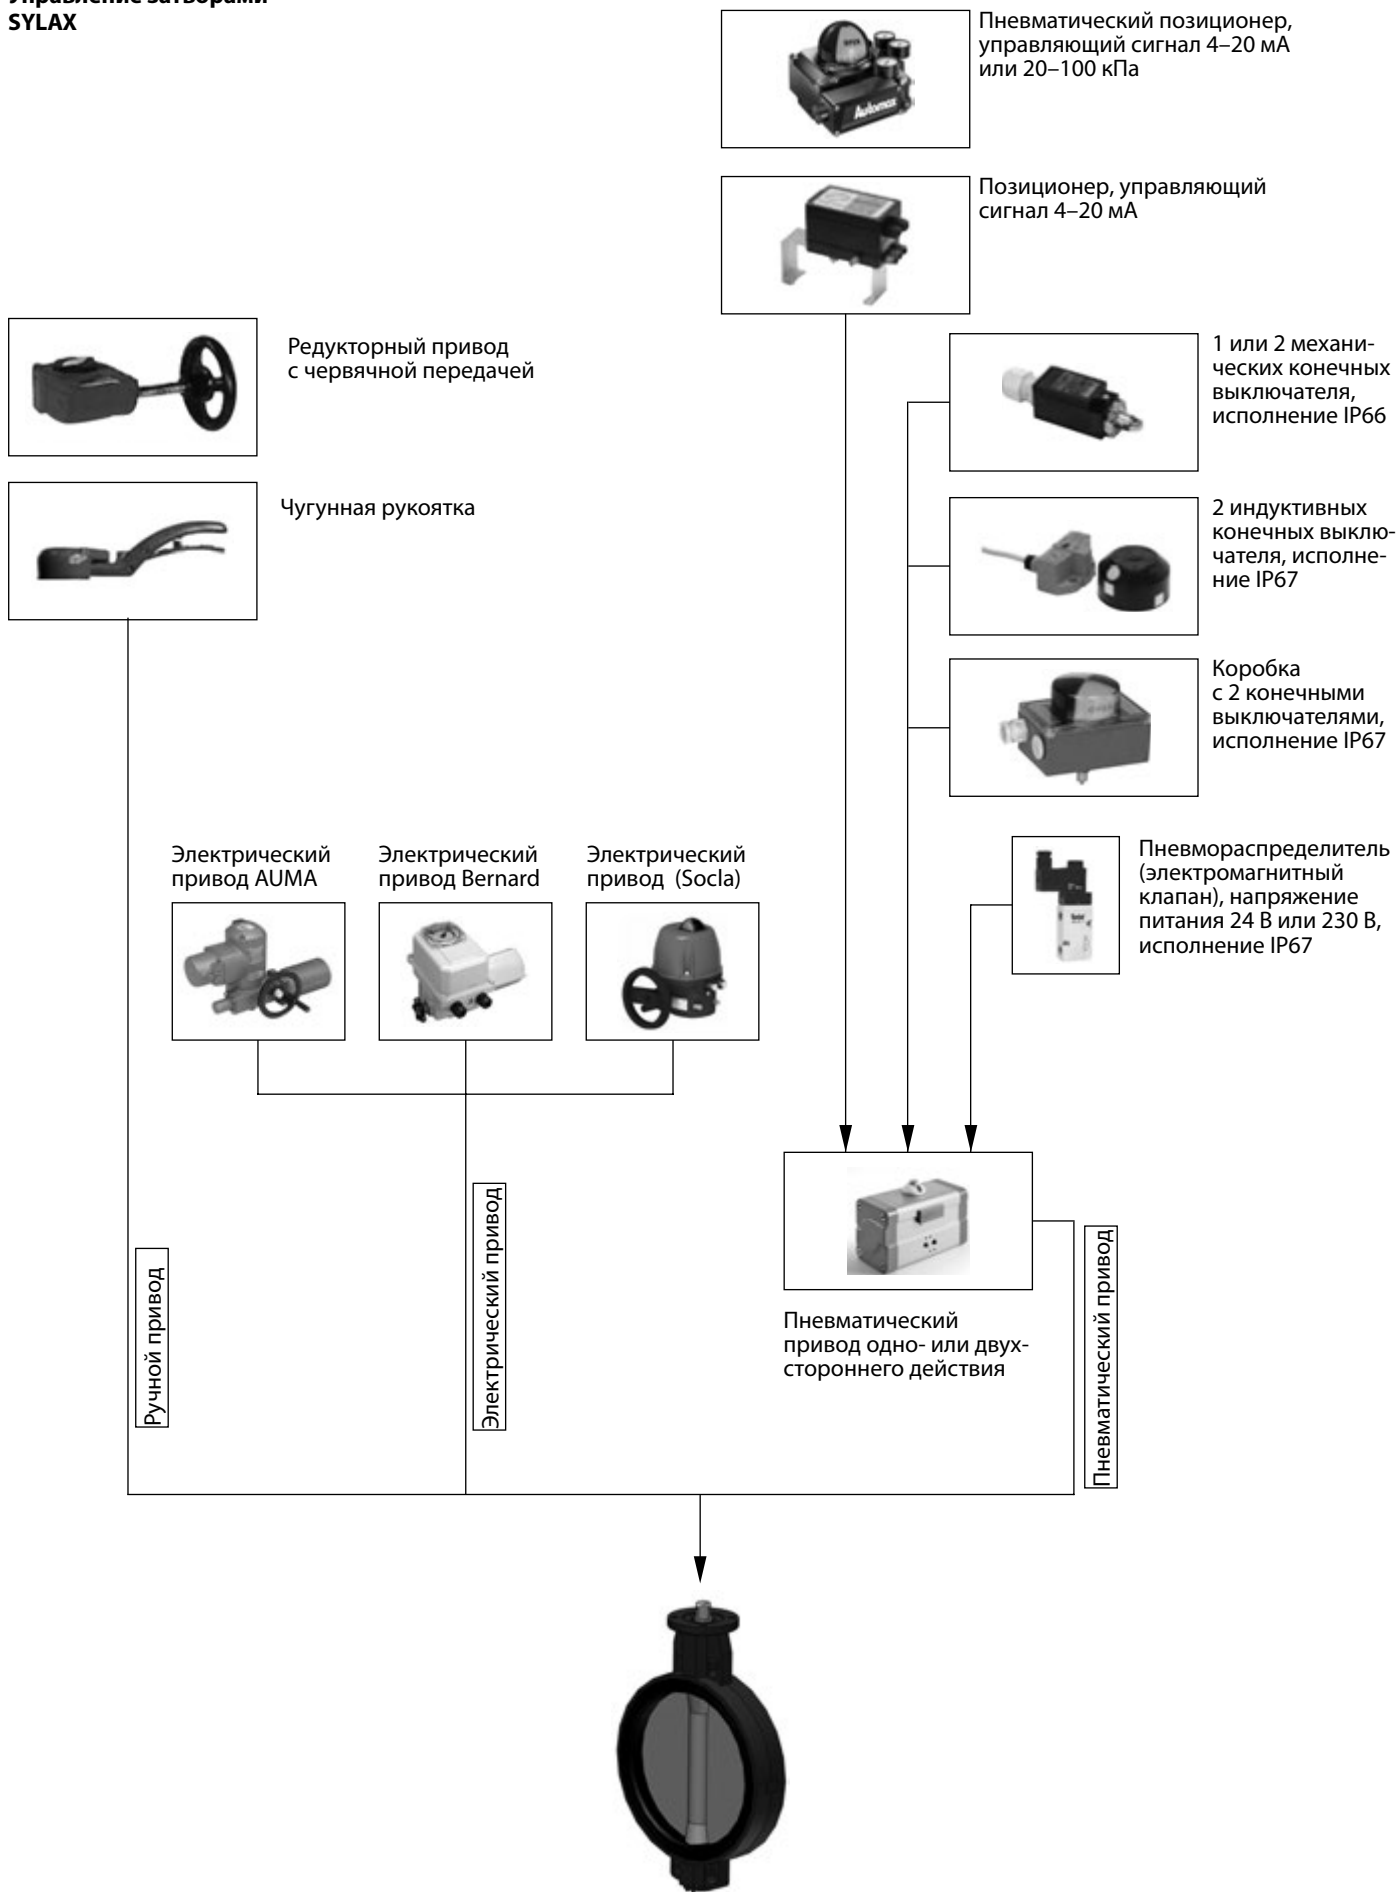 Управление затворами
SYLAX
Пневматический позиционер,
управляющий сигнал 4–20 мА
или 20–100 кПа
Automax
Позиционер, управляющий
сигнал 4–20 мА
Редукторный привод
с червячной передачей
Чугунная рукоятка
1 или 2 механи-
ческих конечных
выключателя,
исполнение IP66
2 индуктивных
конечных выклю-
чателя, исполне-
ние IP67
Коробка
с 2 конечными
выключателями,
исполнение IP67
Электрический
привод AUMA
Электрический
привод Bernard
Электрический
привод (Socla)
Пневмораспределитель
(электромагнитный
клапан), напряжение
питания 24 В или 230 В,
исполнение IP67
Ручной привод
Электрический привод
Пневматический
привод одно- или двух-
стороннего действия
Пневматический привод